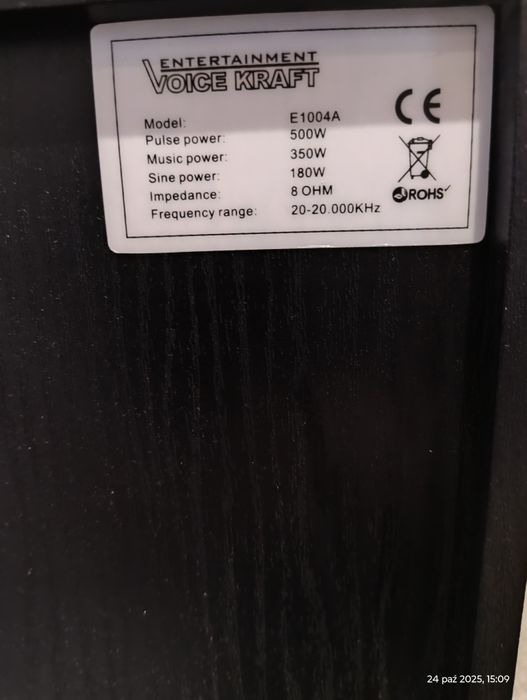 ENTERTAINMENT
VOICE KRAFT
CE
Model: E1004A
Pulse power: 500W
Music power: 350W
Sine power: 180W
Impedance: 8 OHM
Frequency range: 20-20.000KHz
ROHS
24 paź 2025, 15:09